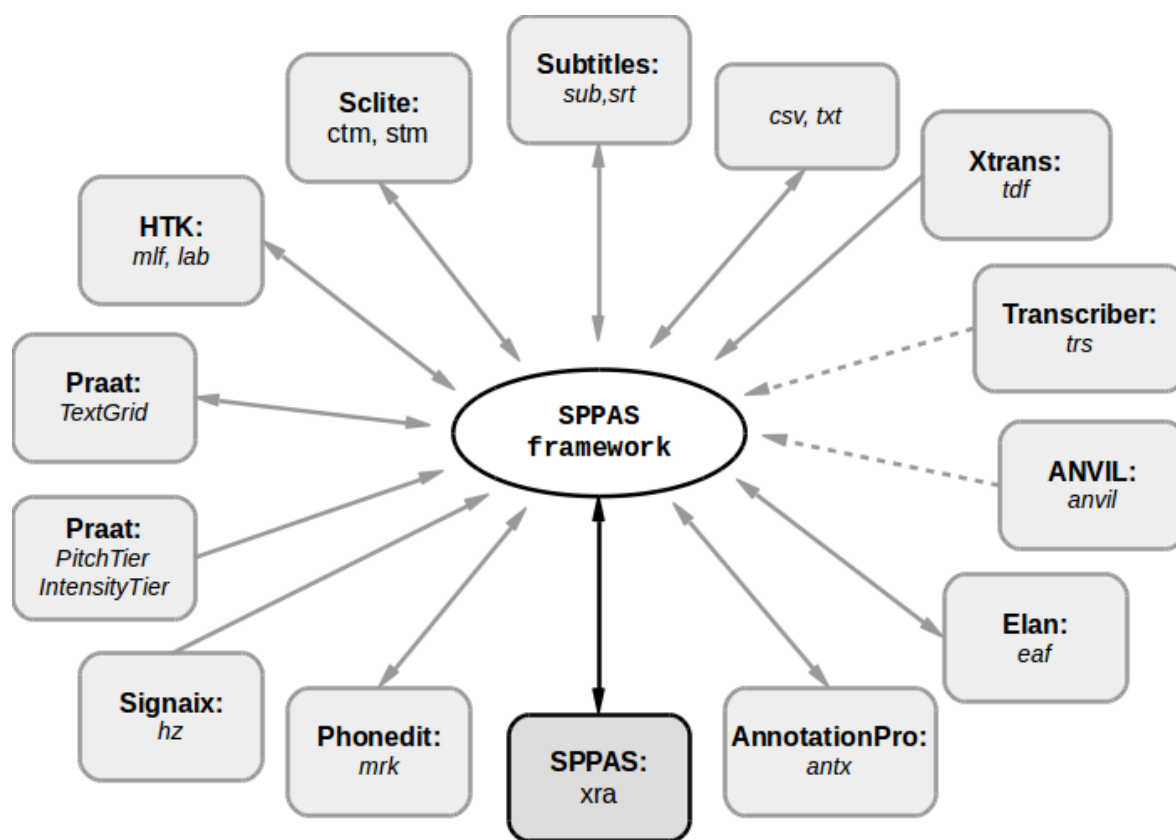 Subtitles:
sub,srt
Sclite:
ctm, stm
csv, txt
Xtrans:
tdf
HTK:
mlf, lab
Transcriber:
trs
Praat:
TextGrid
SPPAS
framework
ANVIL:
anvil
Praat:
PitchTier
IntensityTier
Elan:
eaf
Signaix:
hz
Phonedit:
mrk
SPPAS:
xra
AnnotationPro:
antx